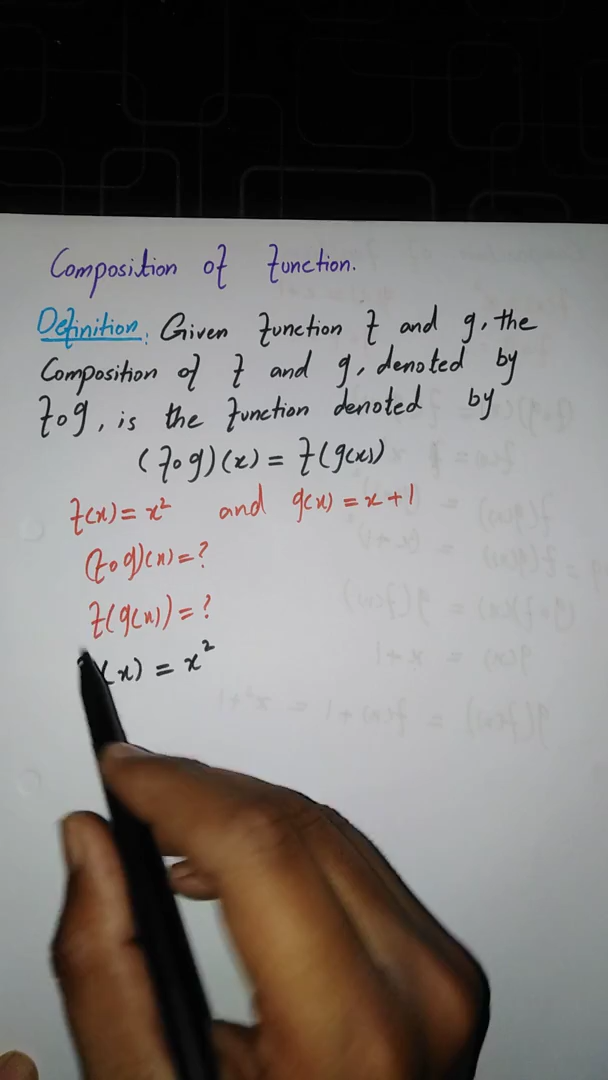 Composition of function.
Definition: Given function f and g, the
Composition of f and g, denoted by
fog, is the function denoted by
(fog)(x) = f(g(x))
f(x) = x² and g(x) = x + 1
(fog)(x) = ?
f(g(x)) = ?
(x) = x²